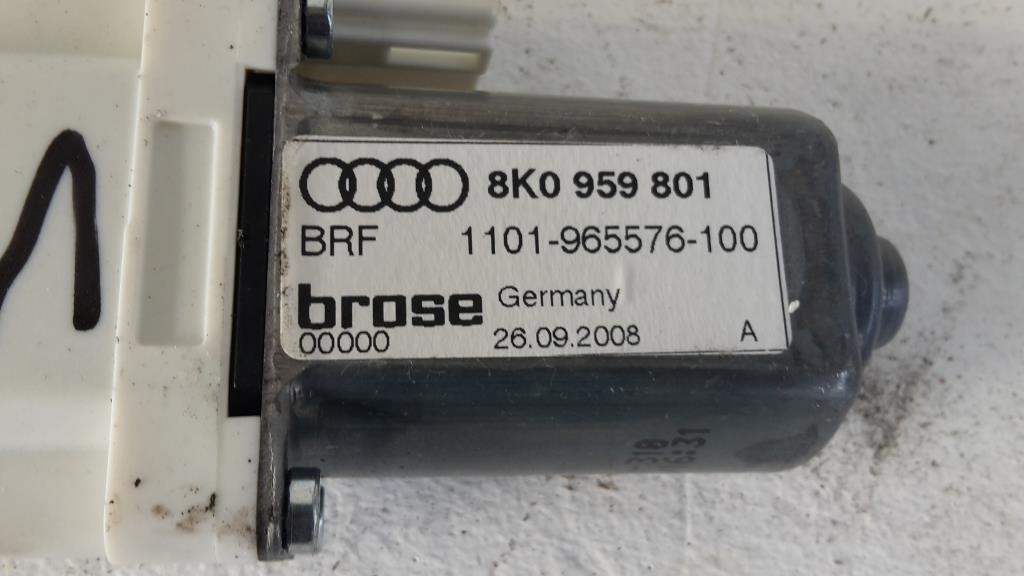 8K0 959 801
BRF 1101-965576-100
brose Germany
00000 26.09.2008 A